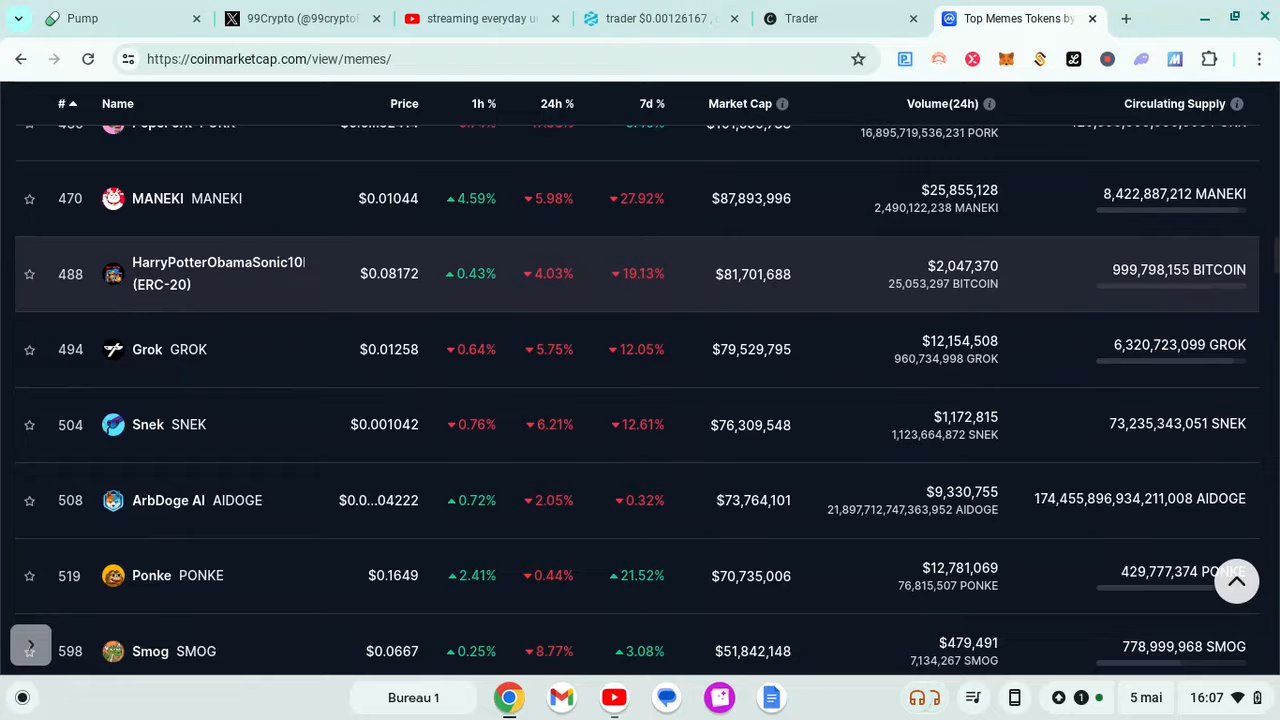 Pump
99Crypto (@99crypto
streaming everyday u
trader $0.00126167
Trader
Top Memes Tokens by
https://coinmarketcap.com/view/memes/
# Name Price 1h % 24h % 7d % Market Cap Volume(24h) Circulating Supply
16,895,719,536,231 PORK
470 MANEKI MANEKI $0.01044 4.59% 5.98% 27.92% $87,893,996 $25,855,128 8,422,887,212 MANEKI
2,490,122,238 MANEKI
488 HarryPotterObamaSonic10 $0.08172 0.43% 4.03% 19.13% $81,701,688 $2,047,370 999,798,155 BITCOIN
(ERC-20) 25,053,297 BITCOIN
494 Grok GROK $0.01258 0.64% 5.75% 12.05% $79,529,795 $12,154,508 6,320,723,099 GROK
960,734,998 GROK
504 Snek SNEK $0.001042 0.76% 6.21% 12.61% $76,309,548 $1,172,815 73,235,343,051 SNEK
1,123,664,872 SNEK
508 ArbDoge AI AIDOGE $0.0...04222 0.72% 2.05% 0.32% $73,764,101 $9,330,755 174,455,896,934,211,008 AIDOGE
21,897,712,747,363,952 AIDOGE
519 Ponke PONKE $0.1649 2.41% 0.44% 21.52% $70,735,006 $12,781,069 429,777,374 PONKE
76,815,507 PONKE
598 Smog SMOG $0.0667 0.25% 8.77% 3.08% $51,842,148 $479,491 778,999,968 SMOG
7,134,267 SMOG
Bureau 1
1
5 mai
16:07